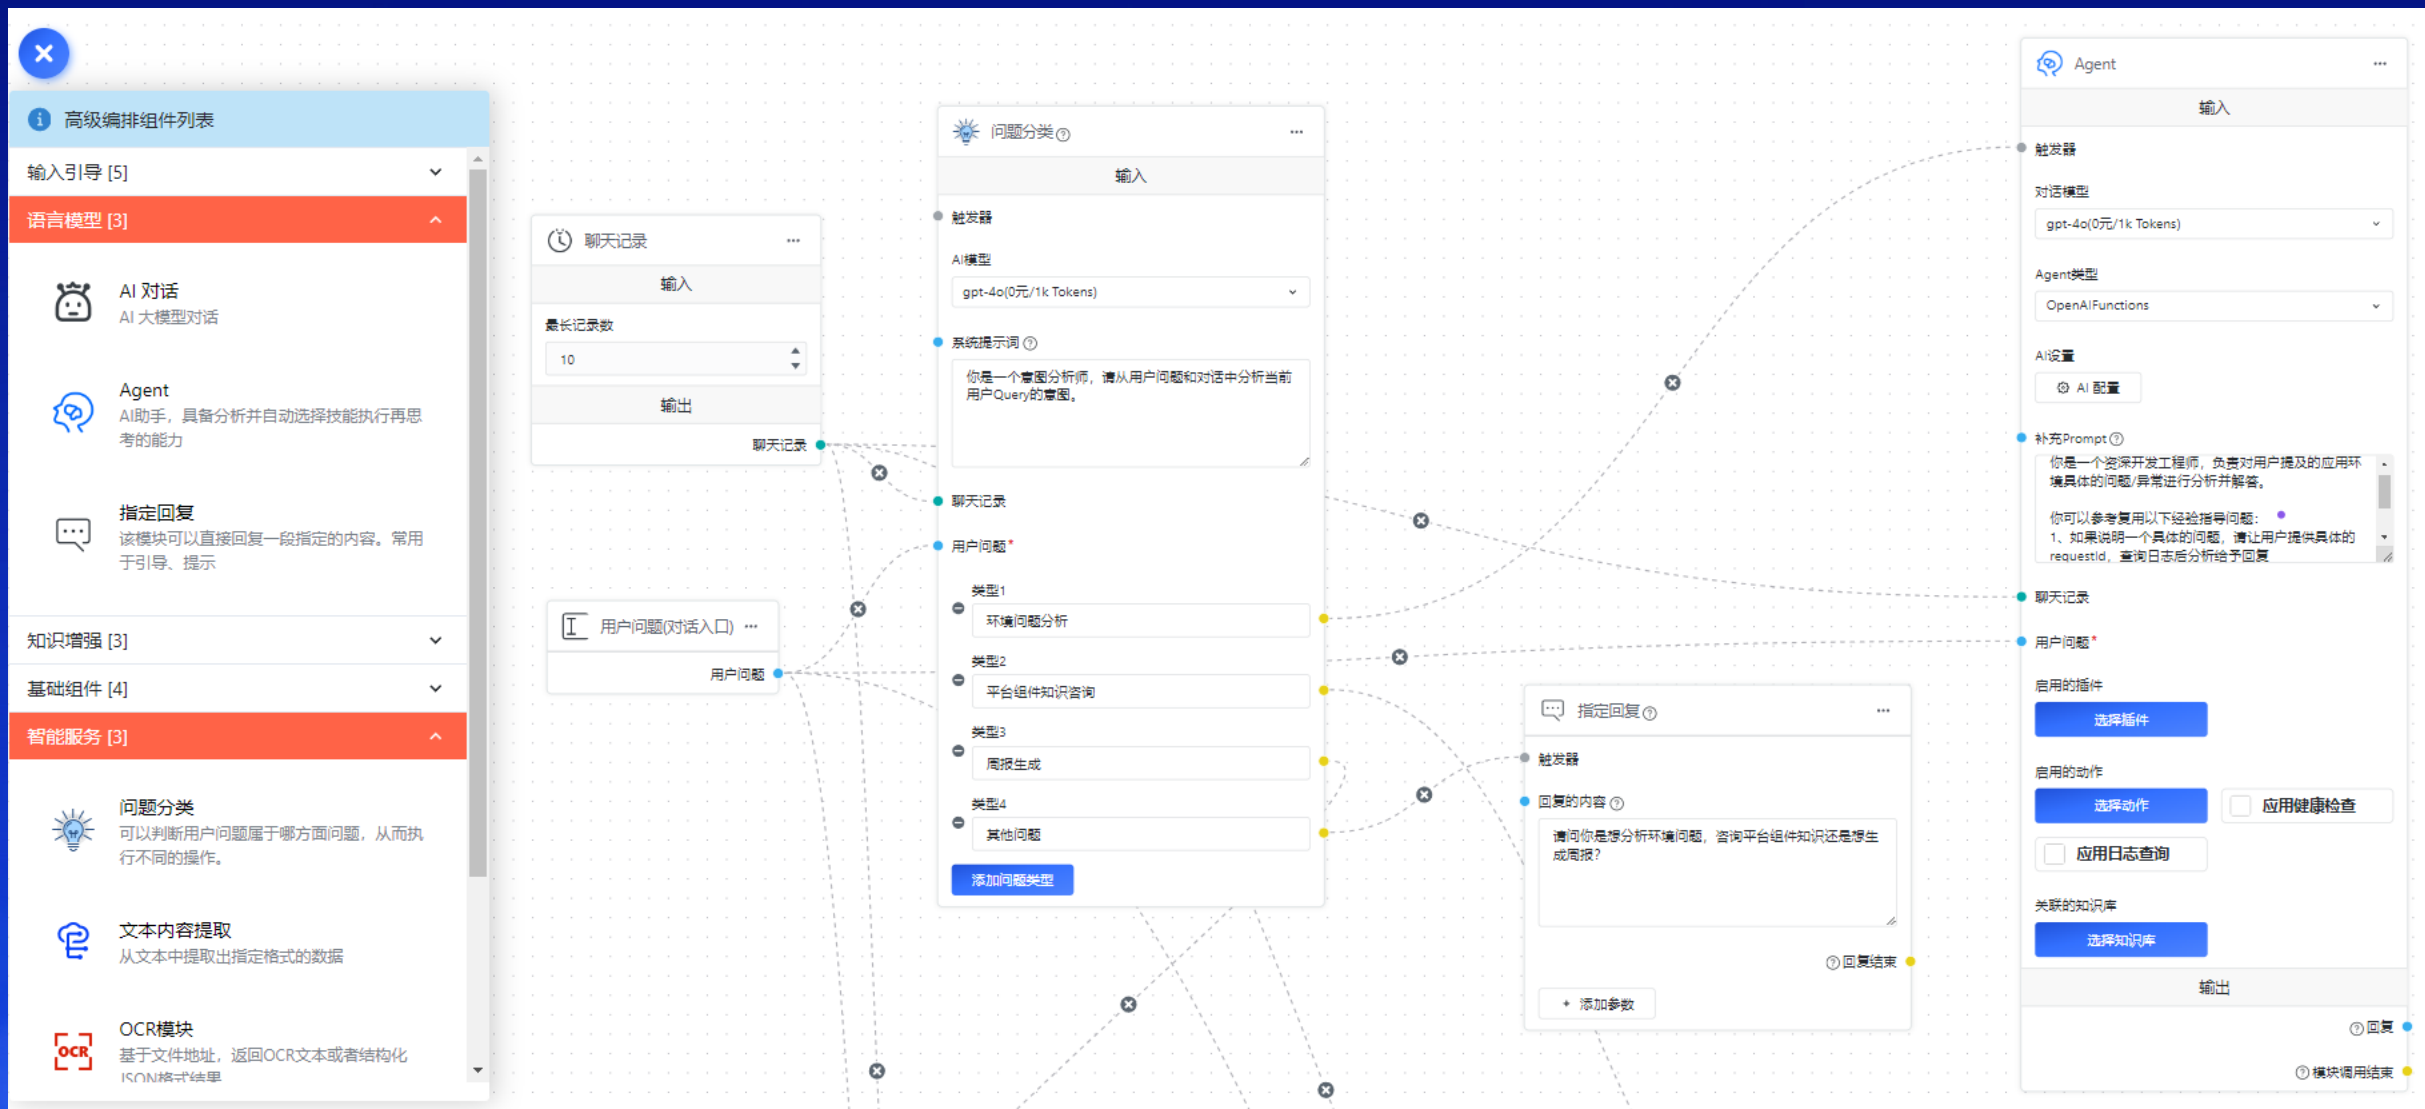 高级编排组件列表
输入引导 [5]
语言模型 [3]
AI 对话
AI 大模型对话
Agent
AI助手，具备分析并自动选择技能执行再思
考的能力
指定回复
该模块可以直接回复一段指定的内容。常用
于引导、提示
知识增强 [3]
基础组件 [4]
智能服务 [3]
问题分类
可以判断用户问题属于哪方面问题，从而执
行不同的操作。
文本内容提取
从文本中提取出指定格式的数据
OCR
OCR模块
基于文件地址，返回OCR文本或者结构化
JSON格式结果
聊天记录
输入
最长记录数
10
输出
聊天记录
用户问题(对话入口)
用户问题
问题分类
输入
触发器
AI模型
gpt-4o(0元/1k Tokens)
系统提示词
你是一个意图分析师，请从用户问题和对话中分析当前
用户Query的意图。
聊天记录
用户问题*
类型1
环境问题分析
类型2
平台组件知识咨询
类型3
周报生成
类型4
其他问题
添加问题类型
指定回复
触发器
回复的内容
请问你是想分析环境问题，咨询平台组件知识还是想生
成周报？
回复结束
+ 添加参数
Agent
输入
触发器
对话模型
gpt-4o(0元/1k Tokens)
Agent类型
OpenAIFunctions
AI设置
AI 配置
补充Prompt
你是一个资深开发工程师，负责对用户提及的应用环
境具体的问题/异常进行分析并解答。
你可以参考复用以下经验指导问题：
1、如果说明一个具体的问题，请让用户提供具体的
requestId，查询日志后分析给予回复
聊天记录
用户问题*
启用的插件
选择插件
启用的动作
选择动作
应用健康检查
应用日志查询
关联的知识库
选择知识库
输出
回复
模块调用结束